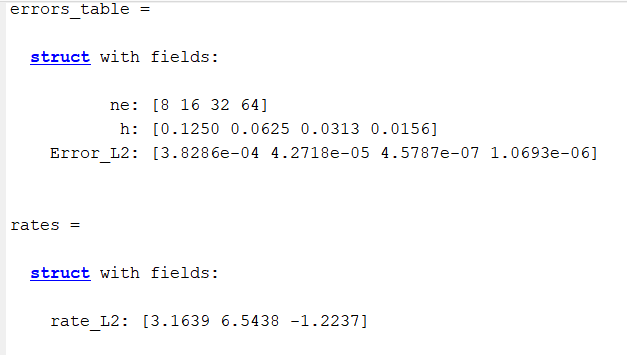 errors_table =
struct with fields:
ne: [8 16 32 64]
h: [0.1250 0.0625 0.0313 0.0156]
Error_L2: [3.8286e-04 4.2718e-05 4.5787e-07 1.0693e-06]
rates =
struct with fields:
rate_L2: [3.1639 6.5438 -1.2237]